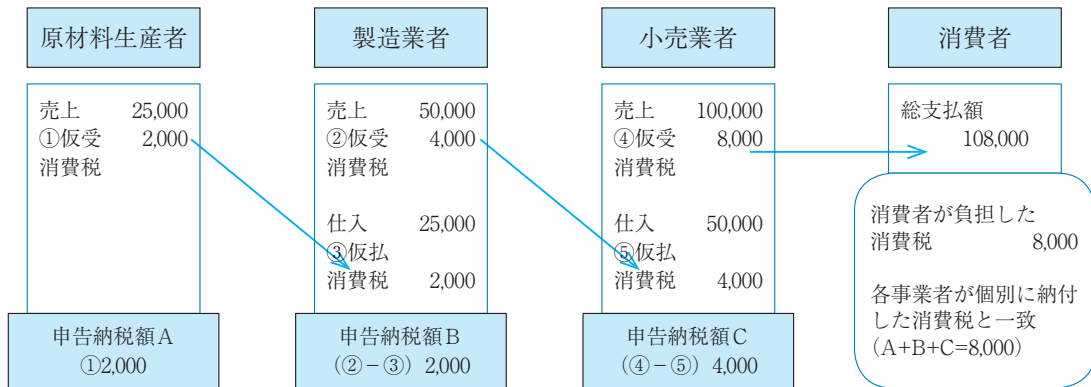 原材料生産者
売上 25,000
①仮受 2,000
消費税
申告納税額A
①2,000
製造業者
売上 50,000
②仮受 4,000
消費税
仕入 25,000
③仮払
消費税 2,000
申告納税額B
(②－③) 2,000
小売業者
売上 100,000
④仮受 8,000
消費税
仕入 50,000
⑤仮払
消費税 4,000
申告納税額C
(④－⑤) 4,000
消費者
総支払額
108,000
消費者が負担した
消費税 8,000
各事業者が個別に納付
した消費税と一致
(A+B+C=8,000)